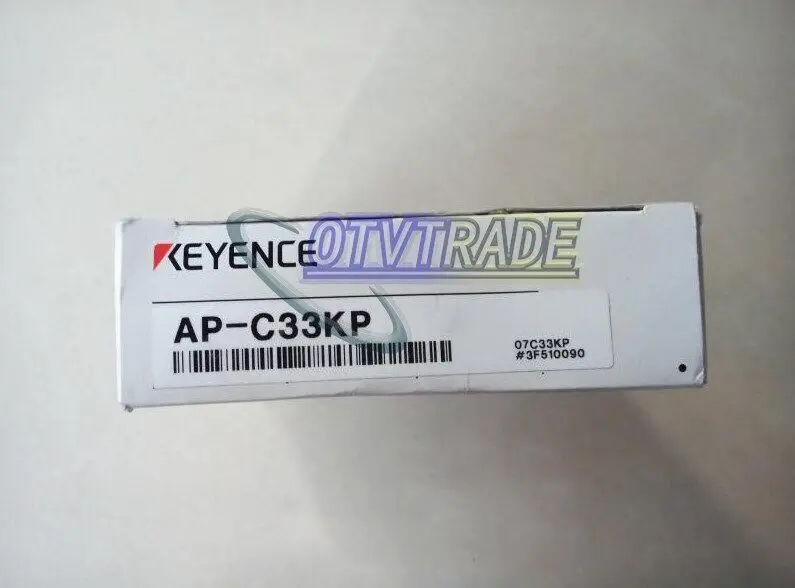 KEYENCE
OTVTRADE
AP-C33KP
07C33KP
#3F510090